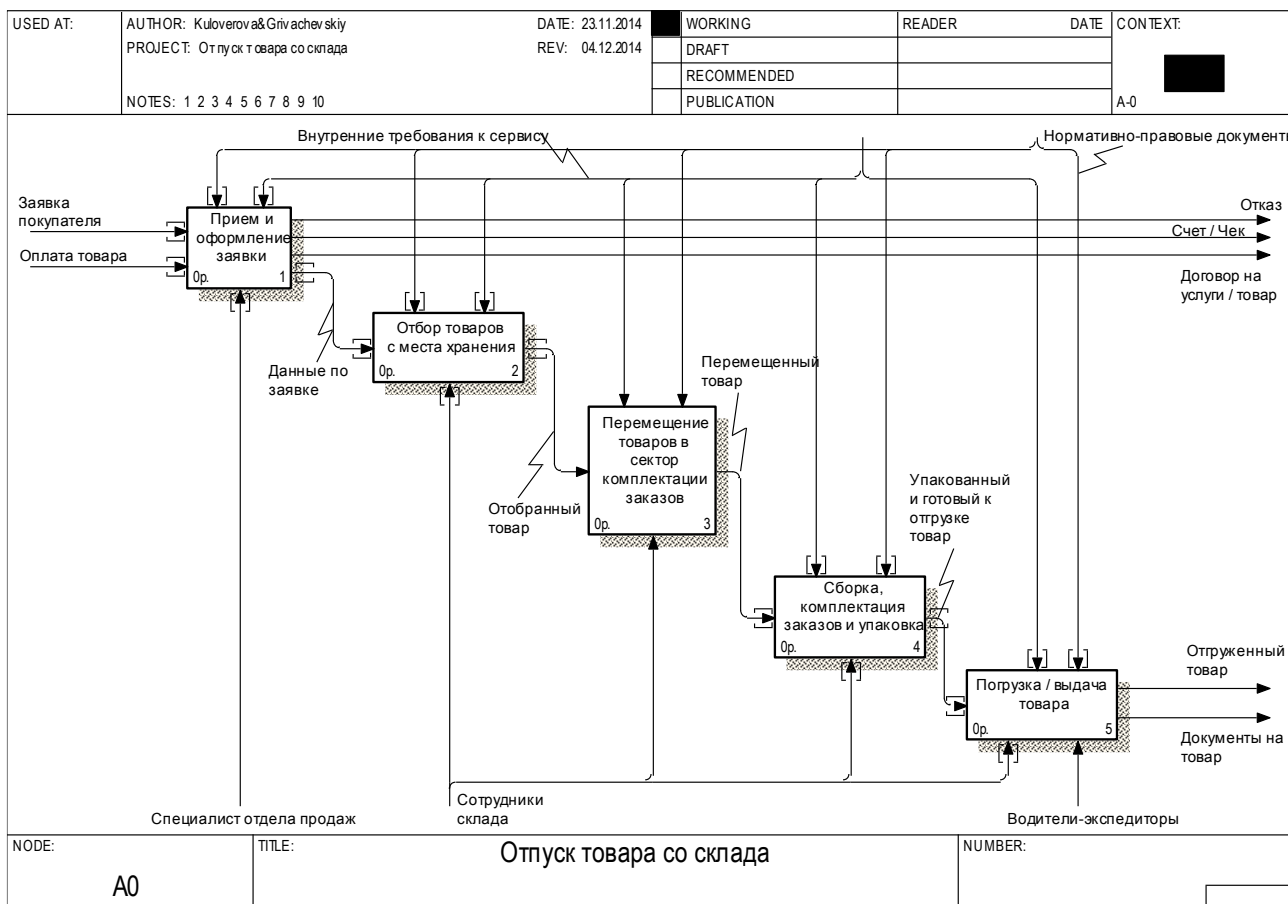 USED AT:
AUTHOR: Kuloverova&Grivachevskiy
DATE: 23.11.2014
WORKING
READER
DATE
CONTEXT:
PROJECT: Отпуск товара со склада
REV: 04.12.2014
DRAFT
RECOMMENDED
NOTES: 1 2 3 4 5 6 7 8 9 10
PUBLICATION
A-0
Внутренние требования к сервису
Нормативно-правовые документы
Заявка
покупателя
Оплата товара
Прием и
оформление
заявки
0р.
1
Отказ
Счет / Чек
Договор на
услуги / товар
Данные по
заявке
Отбор товаров
с места хранения
0р.
2
Отобранный
товар
Перемещенный
товар
Перемещение
товаров в
сектор
комплектации
заказов
0р.
3
Упакованный
и готовый к
отгрузке
товар
Сборка,
комплектация
заказов и упаковка
0р.
4
Погрузка / выдача
товара
0р.
5
Отгруженный
товар
Документы на
товар
Специалист отдела продаж
Сотрудники
склада
Водители-экспедиторы
NODE:
A0
TITLE:
Отпуск товара со склада
NUMBER: